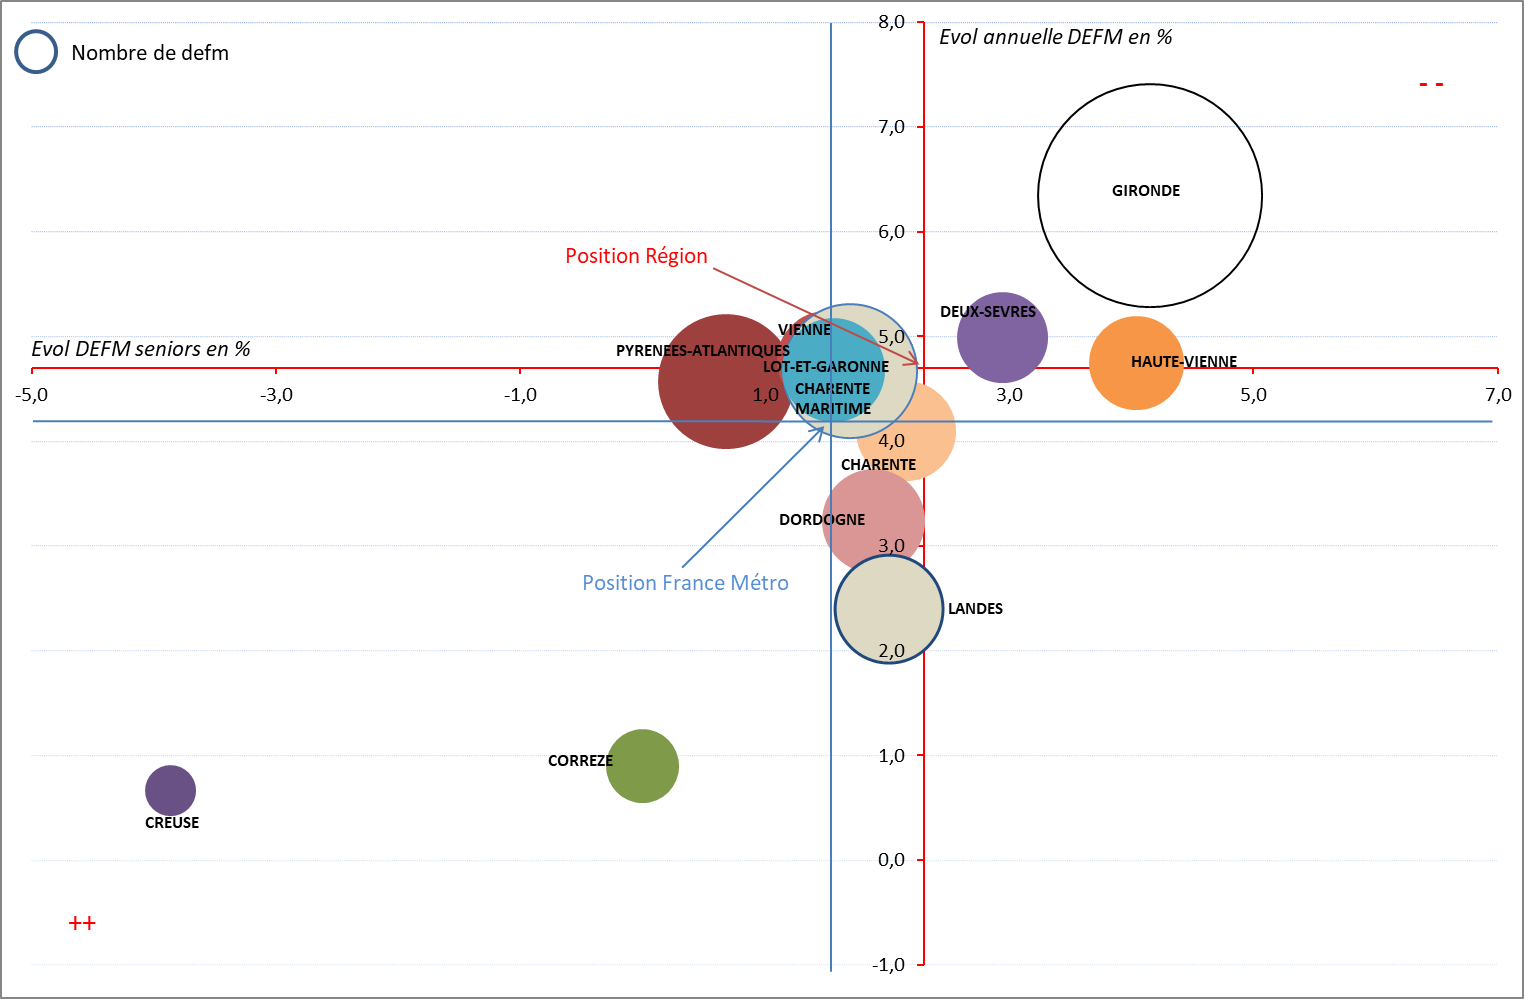 8,0
Evol annuelle DEFM en %
Nombre de defm
- -
7,0
GIRONDE
6,0
Position Région
DEUX-SEVRES
VIENNE
5,0
Evol DEFM seniors en %
PYRENEES-ATLANTIQUES
HAUTE-VIENNE
LOT-ET-GARONNE
-5,0
-3,0
-1,0
1,0
3,0
5,0
7,0
CHARENTE
MARITIME
4,0
CHARENTE
DORDOGNE
3,0
Position France Métro
LANDES
2,0
CORREZE
1,0
CREUSE
0,0
++
-1,0